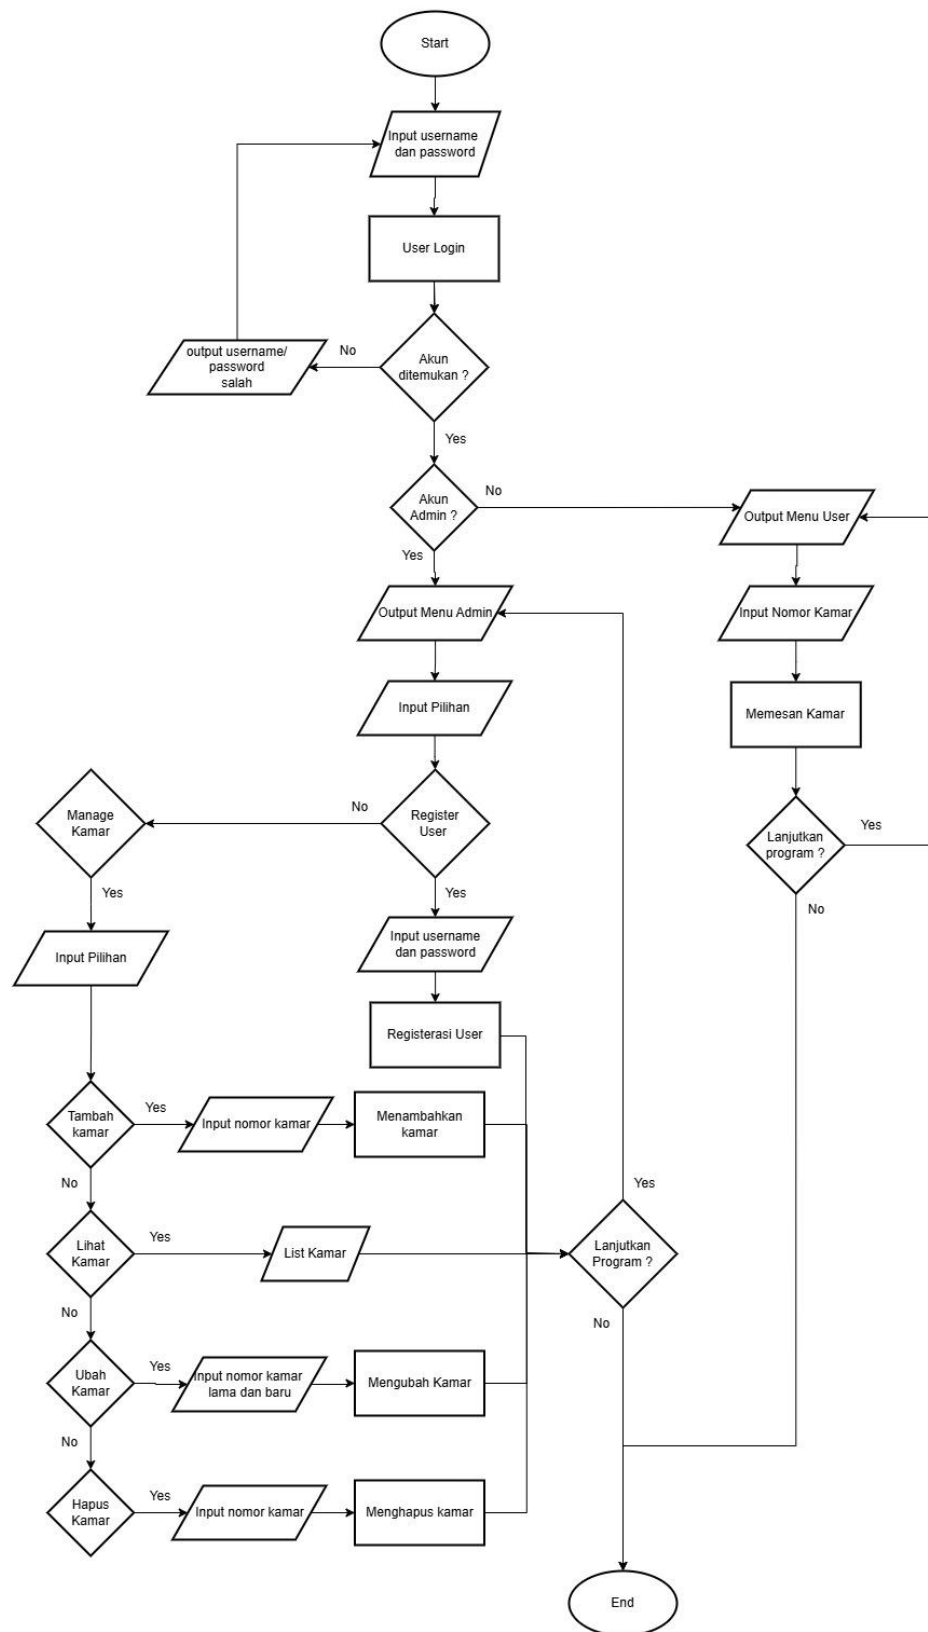 Start
Input username
dan password
User Login
Akun
ditemukan ?
No
output username/
password
salah
Yes
Akun
Admin ?
No
Output Menu User
Yes
Output Menu Admin
Input Nomor Kamar
Input Pilihan
Memesan Kamar
Register
User
No
Manage
Kamar
Lanjutkan
program ?
Yes
No
Yes
Yes
Input Pilihan
Input username
dan password
Registerasi User
Tambah
kamar
Yes
Input nomor kamar
Menambahkan
kamar
No
Lihat
Kamar
Yes
List Kamar
Lanjutkan
Program ?
Yes
No
No
Ubah
Kamar
Yes
Input nomor kamar
lama dan baru
Mengubah Kamar
No
Hapus
Kamar
Yes
Input nomor kamar
Menghapus kamar
End